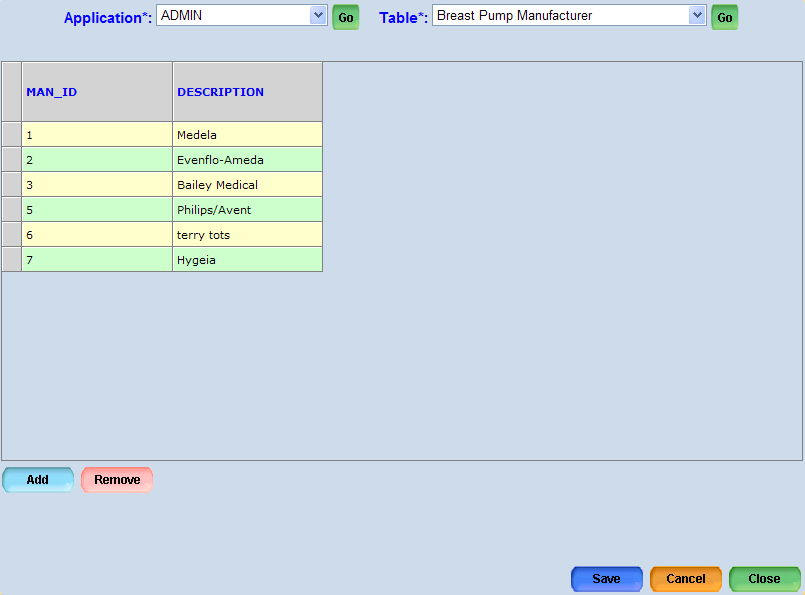 Application*: ADMIN Go Table*: Breast Pump Manufacturer Go
MAN_ID DESCRIPTION
1 Medela
2 Evenflo-Ameda
3 Bailey Medical
5 Philips/Avent
6 terry tots
7 Hygeia
Add Remove
Save Cancel Close